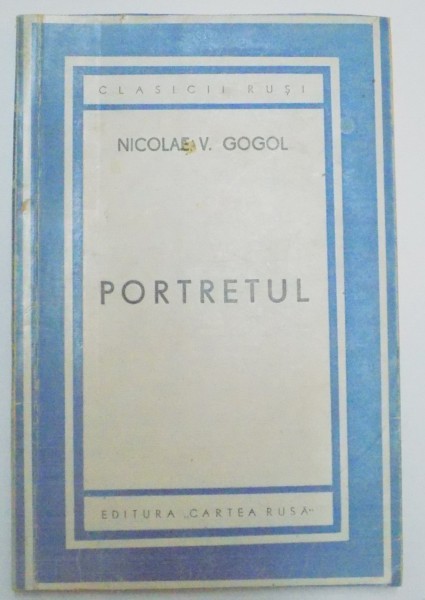 CLASICII RUȘI
NICOLAE V. GOGOL
PORTRETUL
EDITURA „CARTEA RUSĂ"